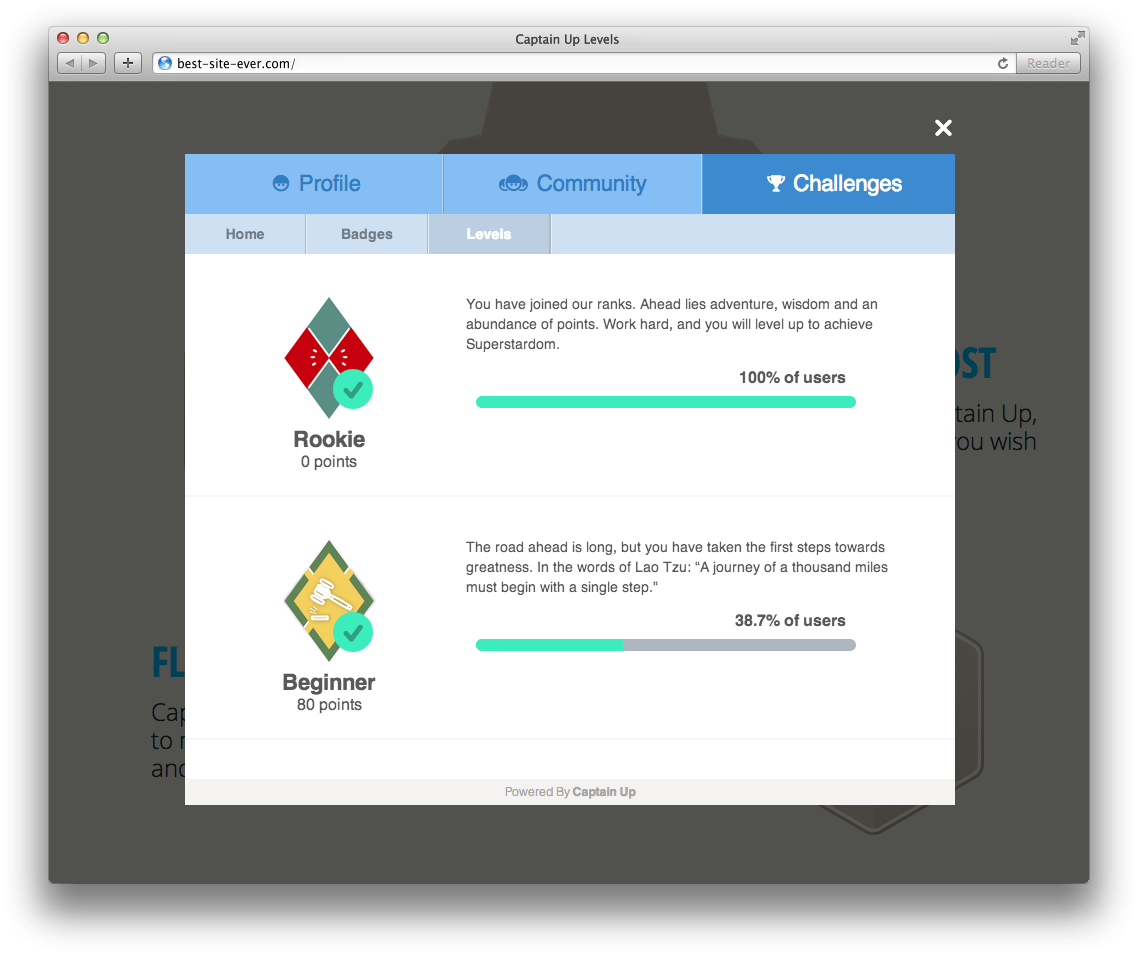 Captain Up Levels
best-site-ever.com/
Reader
Profile
Community
Challenges
Home
Badges
Levels
You have joined our ranks. Ahead lies adventure, wisdom and an
abundance of points. Work hard, and you will level up to achieve
Superstardom.
100% of users
Rookie
0 points
The road ahead is long, but you have taken the first steps towards
greatness. In the words of Lao Tzu: “A journey of a thousand miles
must begin with a single step.”
38.7% of users
Beginner
80 points
Powered By Captain Up
OST
tain Up,
you wish
FL
Cap
to
and